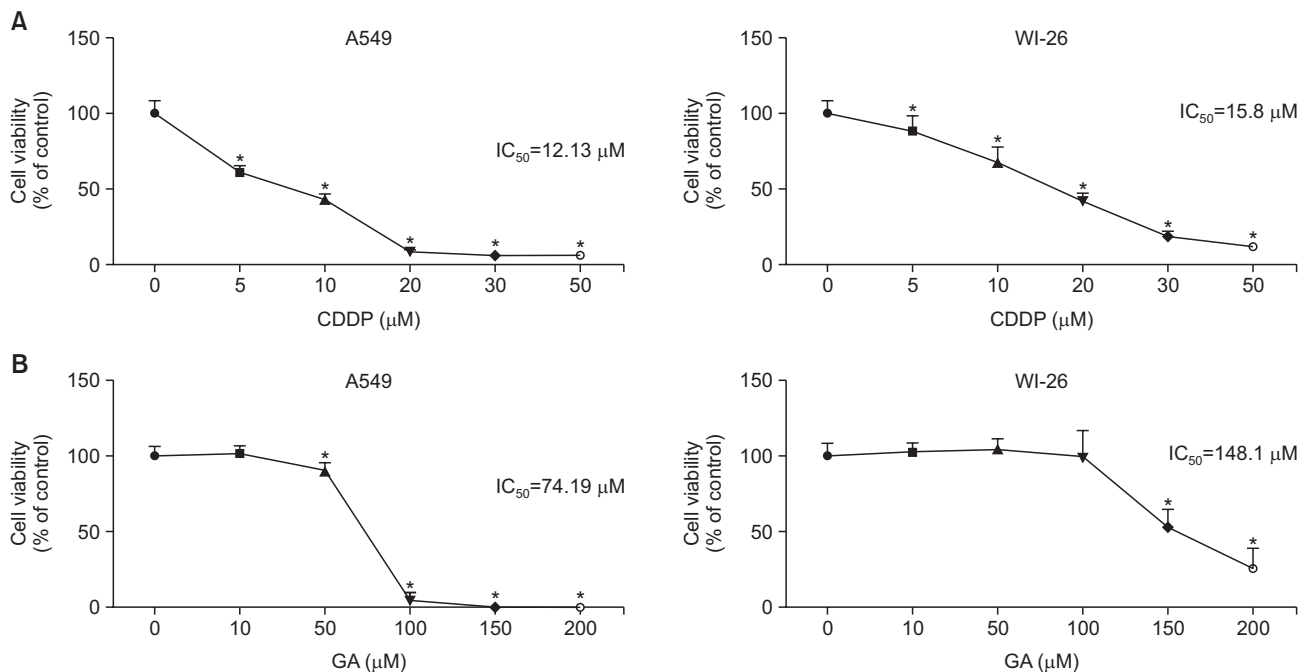 A
A549
WI-26
150
100
50
0
Cell viability
(% of control)
* * * * *
IC50=12.13 μM
0 5 10 20 30 50
CDDP (μM)
150
100
50
0
Cell viability
(% of control)
* * * * *
IC50=15.8 μM
0 5 10 20 30 50
CDDP (μM)
B
A549
WI-26
150
100
50
0
Cell viability
(% of control)
* * * *
IC50=74.19 μM
0 10 50 100 150 200
GA (μM)
150
100
50
0
Cell viability
(% of control)
* *
IC50=148.1 μM
0 10 50 100 150 200
GA (μM)